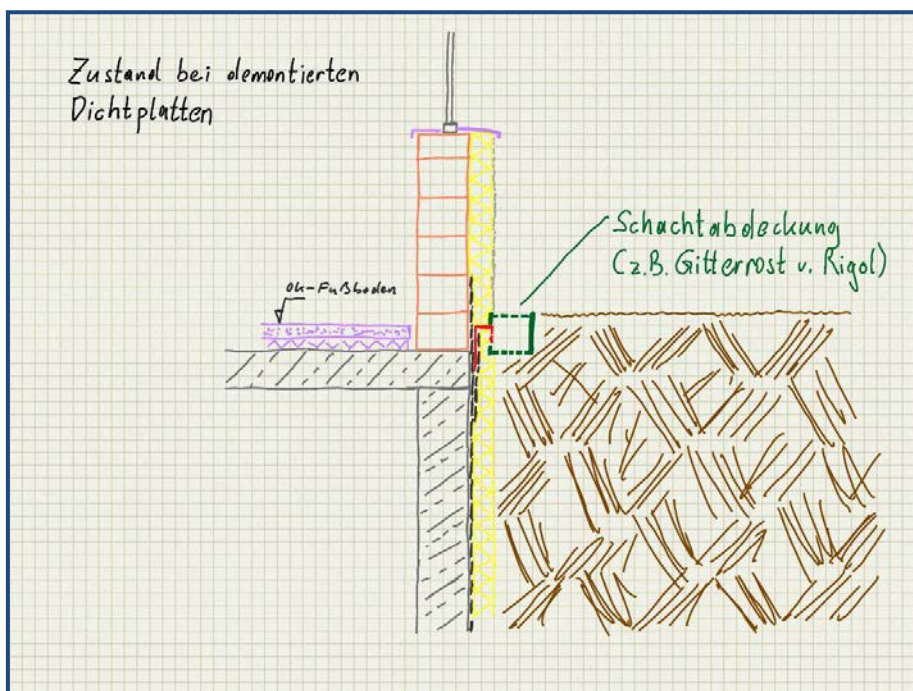 Zustand bei demontierten
Dichtplatten
Schachtabdeckung
(z.B. Gitterrost v. Rigol)
OK-Fußboden